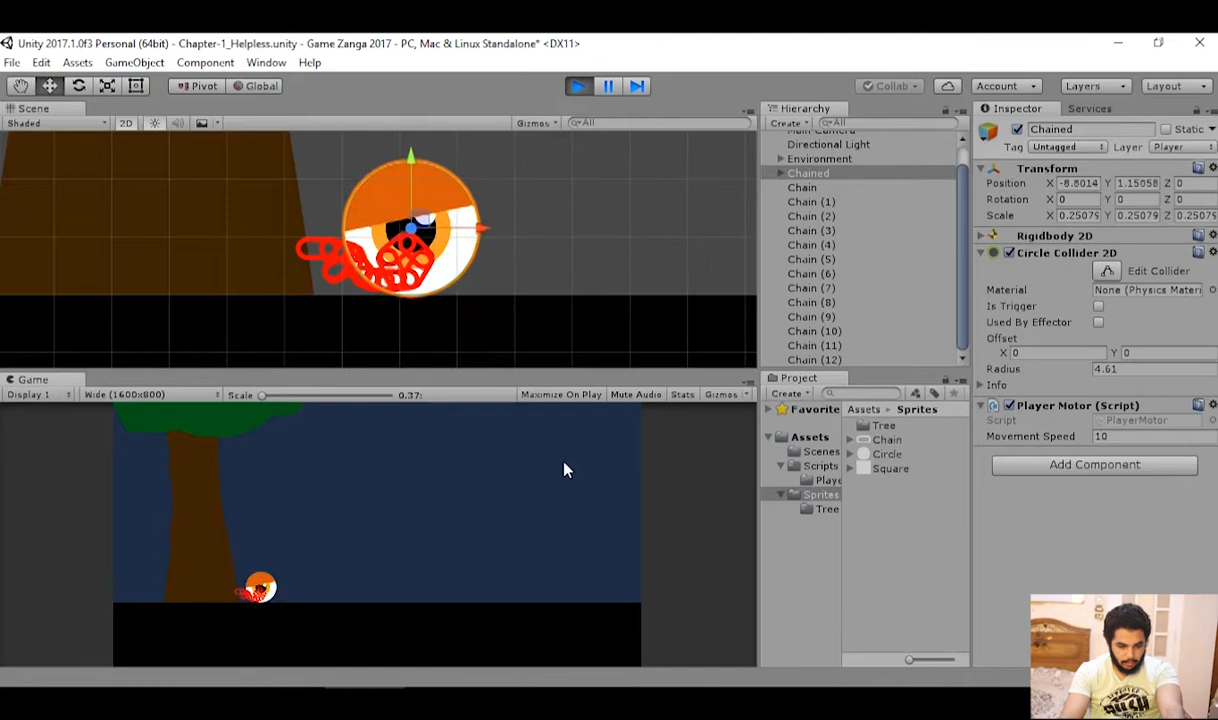 Unity 2017.1.0f3 Personal (64bit) - Chapter-1_Helpless.unity - Game Zanga 2017 - PC, Mac & Linux Standalone* <DX11>
File Edit Assets GameObject Component Window Help
Pivot Global Collab Account Layers Layout
Scene
Shaded 2D Gizmos All
Hierarchy
Create All
Main Camera
Directional Light
Environment
Chained
Chain
Chain (1)
Chain (2)
Chain (3)
Chain (4)
Chain (5)
Chain (6)
Chain (7)
Chain (8)
Chain (9)
Chain (10)
Chain (11)
Chain (12)
Inspector Services
Chained Static
Tag Untagged Layer Player
Transform
Position X -8.8014 Y 1.15058 Z 0
Rotation X 0 Y 0 Z 0
Scale X 0.25079 Y 0.25079 Z 0.25079
Rigidbody 2D
Circle Collider 2D
Edit Collider
Material None (Physics Materi
Is Trigger
Used By Effector
Offset
X 0 Y 0
Radius 4.61
Info
Player Motor (Script)
Script PlayerMotor
Movement Speed 10
Add Component
Game
Display 1 Wide (1600x800) Scale 0.37: Maximize On Play Mute Audio Stats Gizmos
Project
Create
Favorite
Assets
Scenes
Scripts
Playe
Sprites
Tree
Assets Sprites
Tree
Chain
Circle
Square